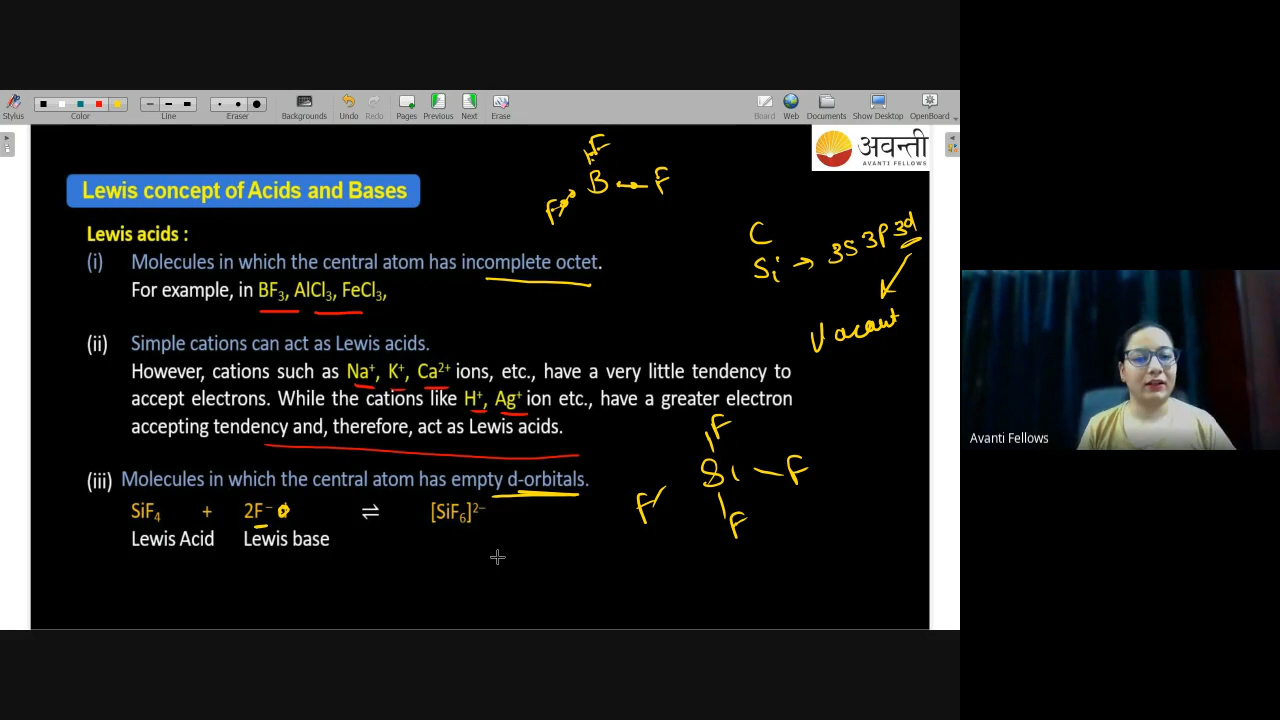 Stylus Color Line Eraser Backgrounds Undo Redo Pages Previous Next Erase Board Web Documents Show Desktop OpenBoard
अवन्ती
AVANTI FELLOWS
Lewis concept of Acids and Bases
F
B F
F
Lewis acids :
C
Si → 3s 3p 3d
Vacant
(i) Molecules in which the central atom has incomplete octet.
For example, in BF₃, AlCl₃, FeCl₃,
(ii) Simple cations can act as Lewis acids.
However, cations such as Na⁺, K⁺, Ca²⁺ ions, etc., have a very little tendency to
accept electrons. While the cations like H⁺, Ag⁺ ion etc., have a greater electron
accepting tendency and, therefore, act as Lewis acids.
F
Si F
F
F
(iii) Molecules in which the central atom has empty d-orbitals.
SiF₄ + 2F⁻ ⇌ [SiF₆]²⁻
Lewis Acid Lewis base
Avanti Fellows